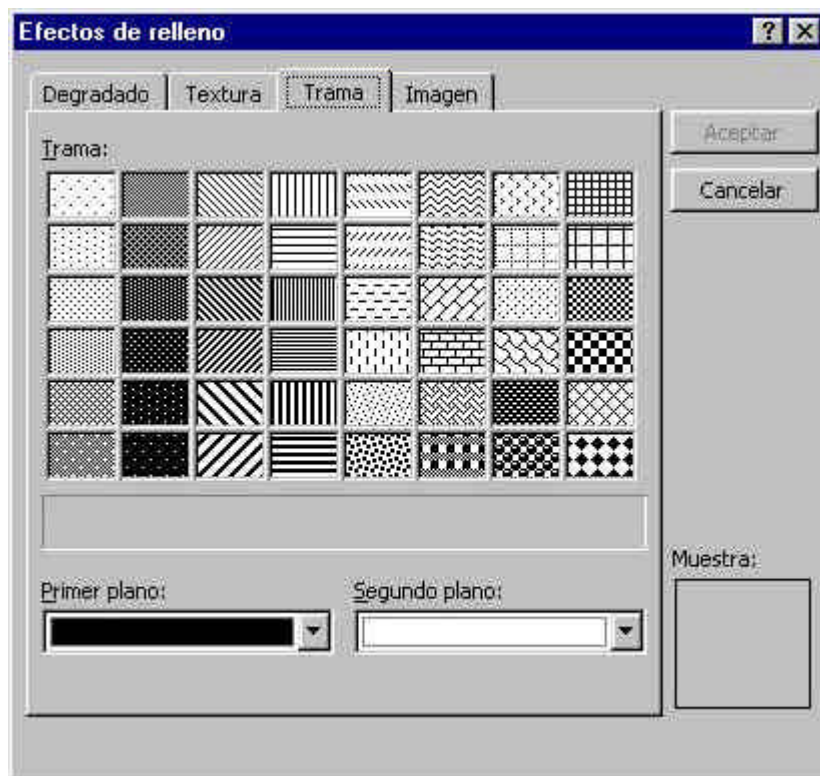 Efectos de relleno
Degradado
Textura
Trama
Imagen
Aceptar
Trama:
Cancelar
Muestra:
Primer plano:
Segundo plano: